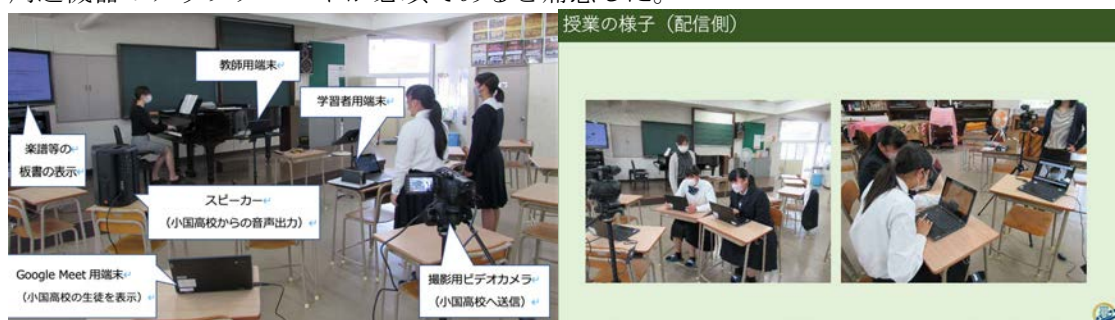 教師用端末
学習者用端末
楽譜等の
板書の表示
スピーカー
（小国高校からの音声出力）
Google Meet 用端末
（小国高校の生徒を表示）
撮影用ビデオカメラ
（小国高校へ送信）
授業の様子（配信側）